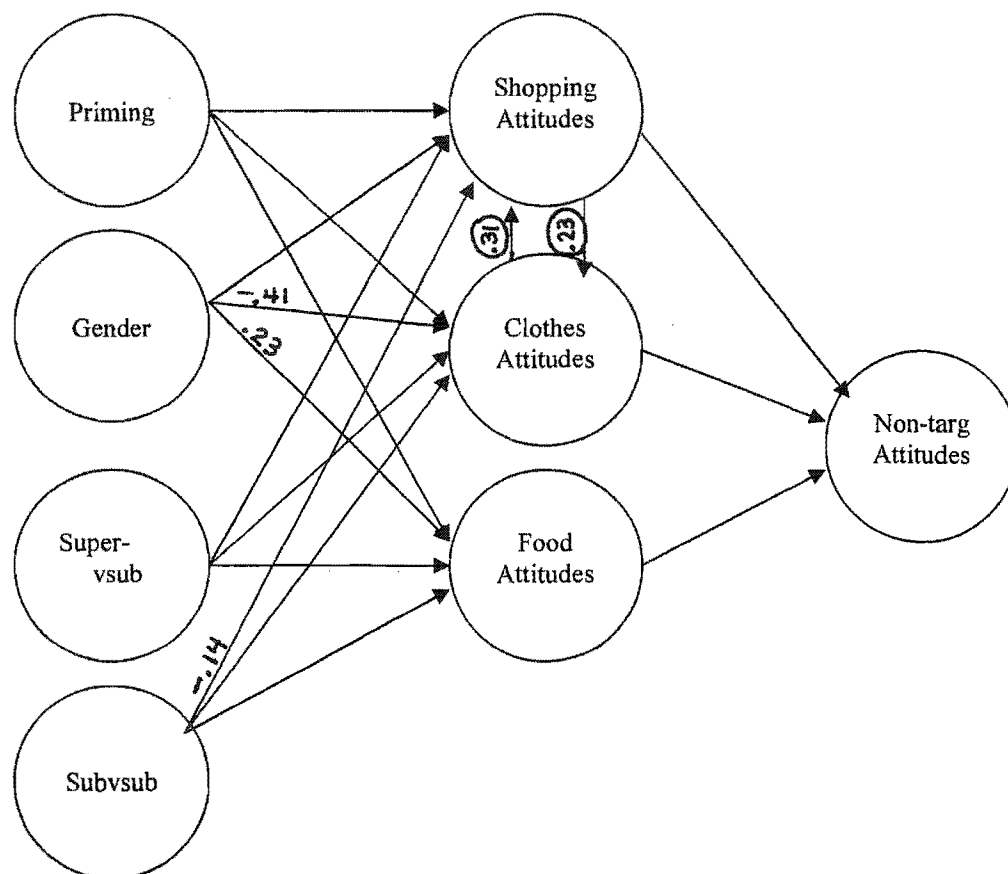 Priming
Shopping
Attitudes
.31
.23
Gender
-.41
.23
Clothes
Attitudes
Non-targ
Attitudes
Super-
vsub
Food
Attitudes
-.14
Subvsub